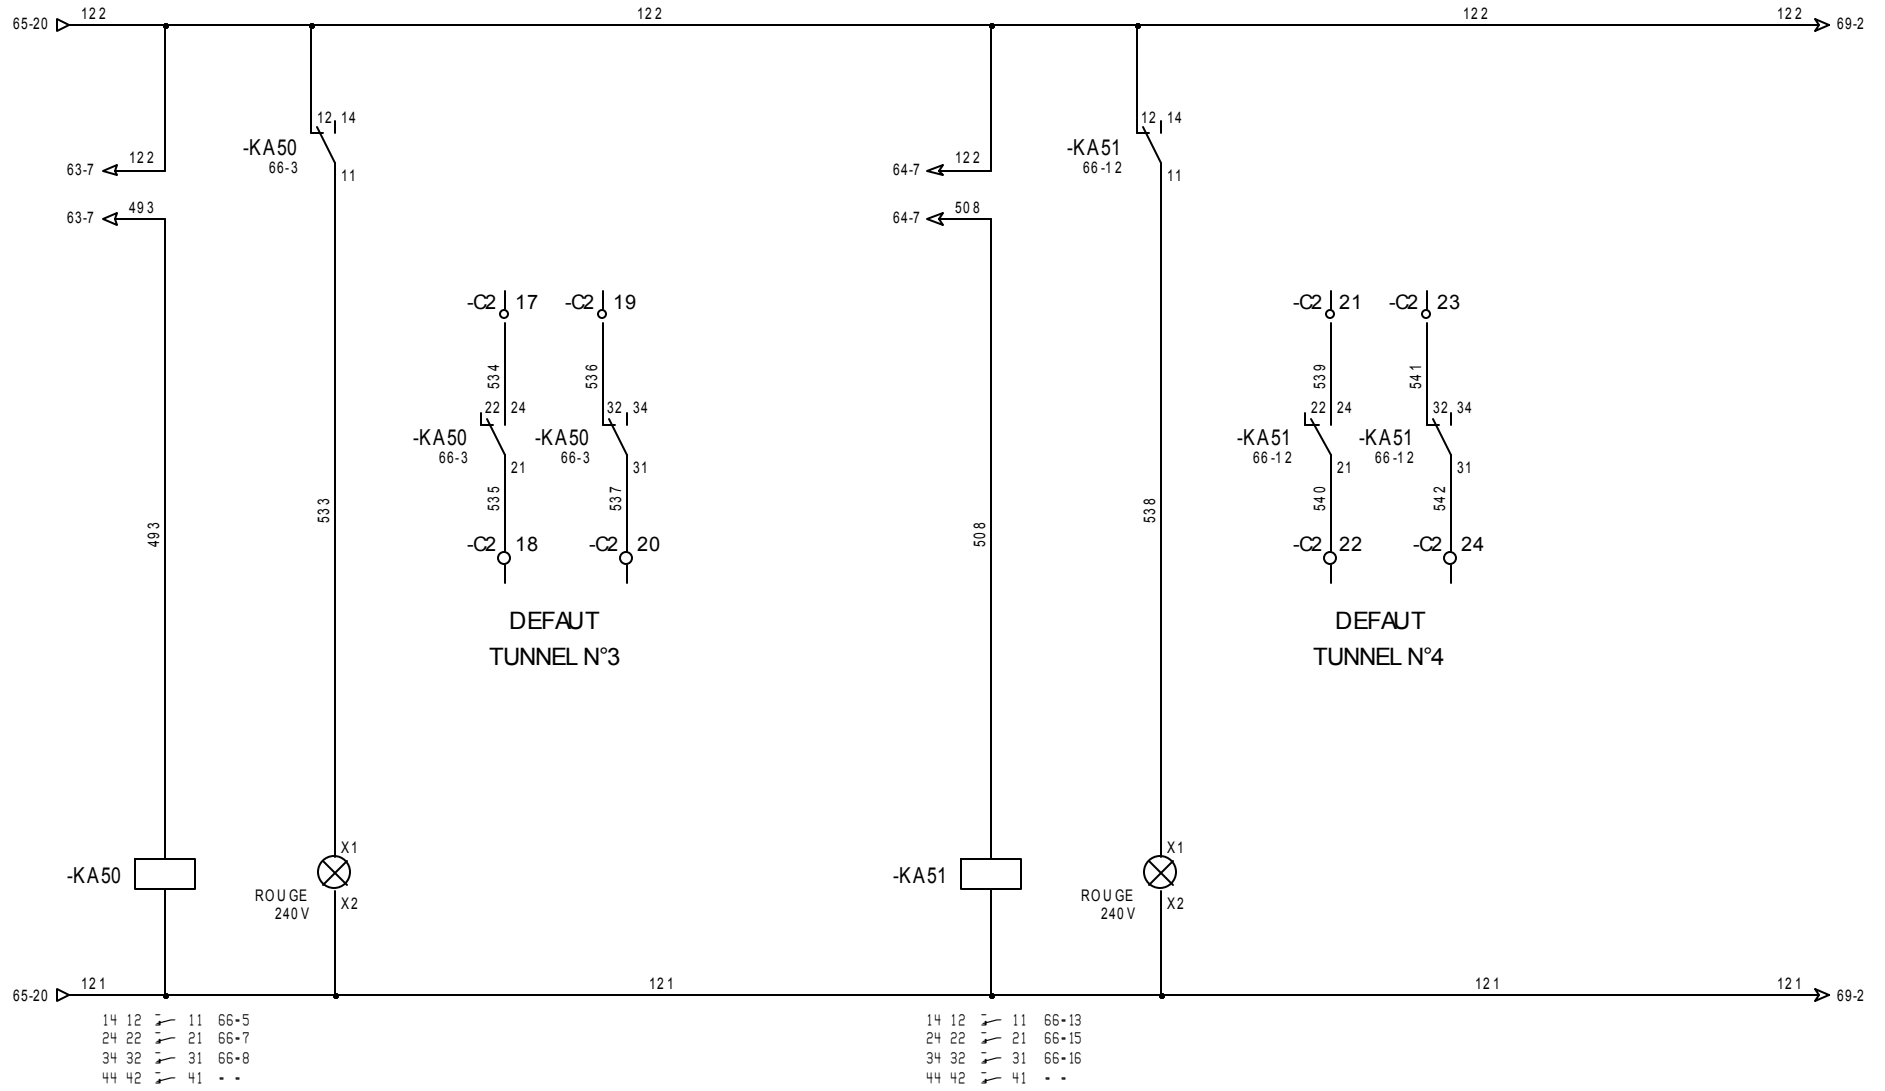 122 122 122 122
65-20 69-2
12 14 12 14
-KA50 -KA51
66-3 66-12
11 11
122 122
63-7 64-7
493 508
63-7 64-7
-C2 17 -C2 19 -C2 21 -C2 23
534 536 539 541
22 24 32 34 22 24 32 34
-KA50 -KA50 -KA51 -KA51
66-3 66-3 66-12 66-12
21 31 21 31
535 537 540 542
493 533 508 538
-C2 18 -C2 20 -C2 22 -C2 24
DEFAUT DEFAUT
TUNNEL N°3 TUNNEL N°4
X1 X1
-KA50 -KA51
ROUGE ROUGE
240V 240V
X2 X2
121 121 121 121
65-20 69-2
14 12 11 66-5 14 12 11 66-13
24 22 21 66-7 24 22 21 66-15
34 32 31 66-8 34 32 31 66-16
44 42 41 - - 44 42 41 - -